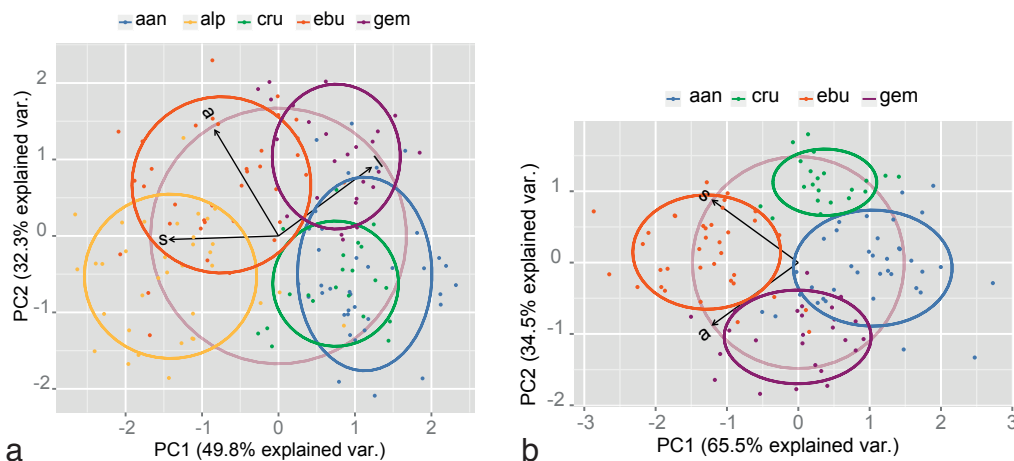 aan alp cru ebu gem
PC2 (32.3% explained var.)
2
1
0
-1
-2
a
l
s
-2 -1 0 1 2
PC1 (49.8% explained var.)
a
aan cru ebu gem
PC2 (34.5% explained var.)
1
0
-1
-2
s
a
-3 -2 -1 0 1 2 3
PC1 (65.5% explained var.)
b